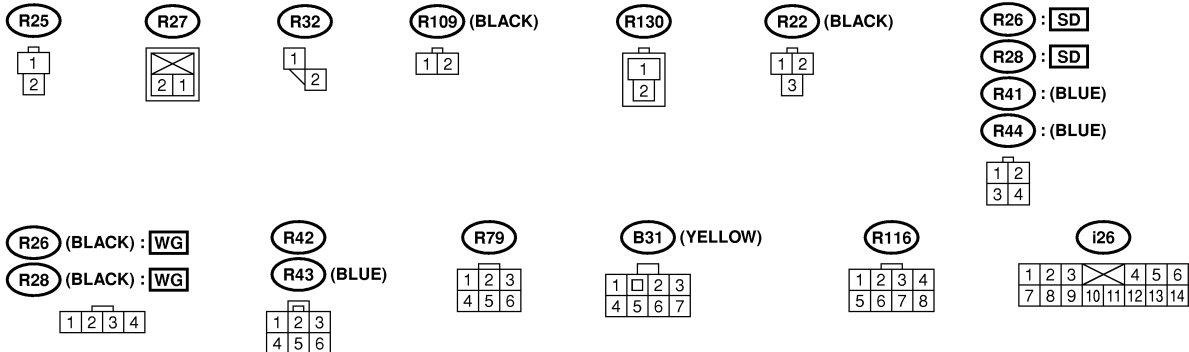 R25 R27 R32 R109 (BLACK) R130 R22 (BLACK) R26 : SD
R28 : SD
R41 : (BLUE)
R44 : (BLUE)
1
2
2 1
1
2
1 2
1
2
1 2
3
1 2
3 4
R26 (BLACK) : WG
R28 (BLACK) : WG
1 2 3 4
R42
R43 (BLUE)
1 2 3
4 5 6
R79
1 2 3
4 5 6
B31 (YELLOW)
1 2 3
4 5 6 7
R116
1 2 3 4
5 6 7 8
i26
1 2 3 4 5 6
7 8 9 10 11 12 13 14